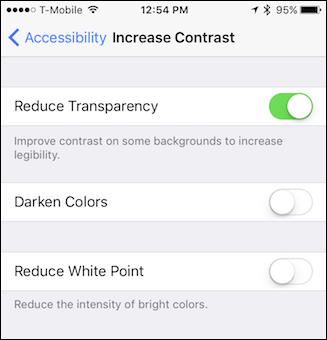 T-Mobile 12:54 PM 95%
Accessibility Increase Contrast
Reduce Transparency
Improve contrast on some backgrounds to increase
legibility.
Darken Colors
Reduce White Point
Reduce the intensity of bright colors.